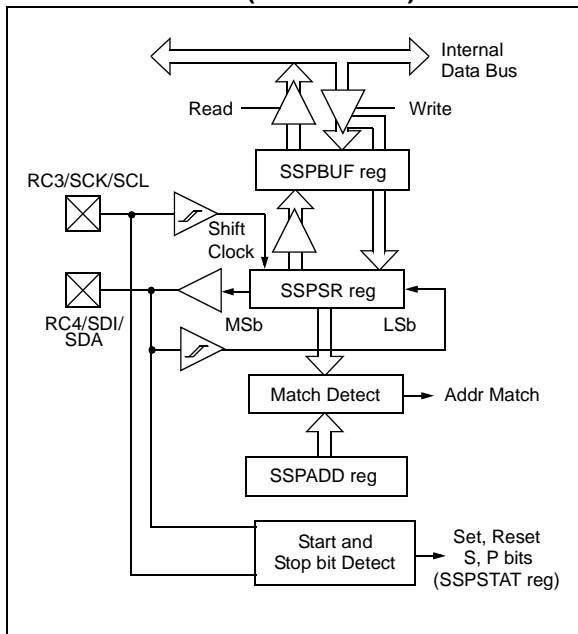 Internal
Data Bus
Read
Write
SSPBUF reg
RC3/SCK/SCL
Shift
Clock
SSPSR reg
MSb
LSb
RC4/SDI/
SDA
Match Detect
Addr Match
SSPADD reg
Start and
Stop bit Detect
Set, Reset
S, P bits
(SSPSTAT reg)